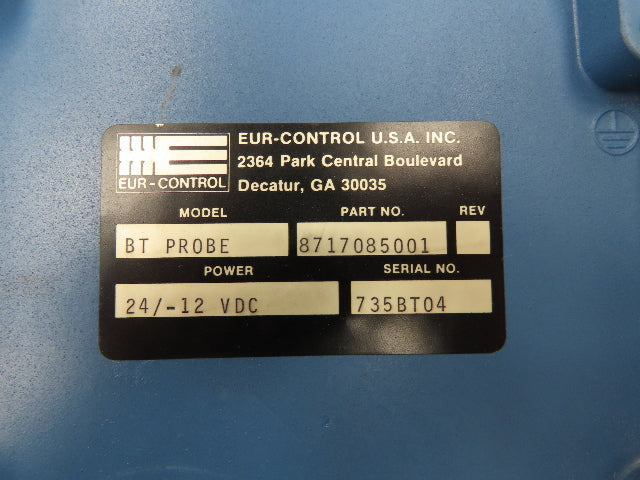 EUR-CONTROL U.S.A. INC.
2364 Park Central Boulevard
Decatur, GA 30035
EUR-CONTROL
MODEL PART NO. REV
BT PROBE 8717085001
POWER SERIAL NO.
24/-12 VDC 735BT04